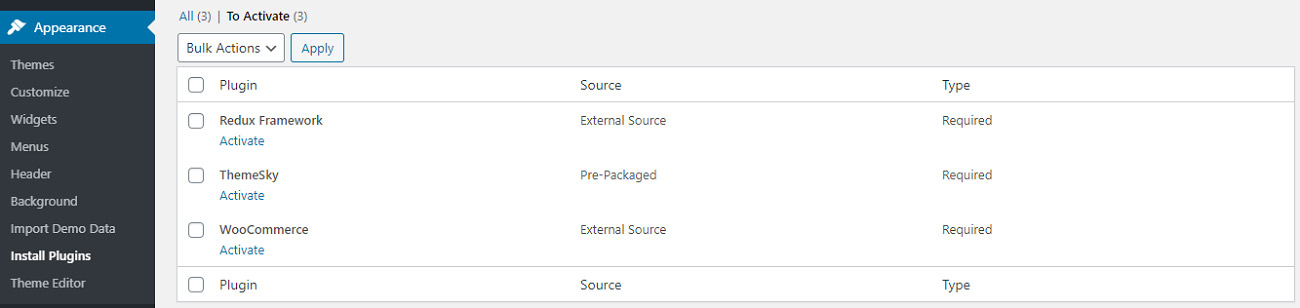 Appearance
Themes
Customize
Widgets
Menus
Header
Background
Import Demo Data
Install Plugins
Theme Editor
All (3) | To Activate (3)
Bulk Actions Apply
Plugin Source Type
Redux Framework External Source Required
Activate
ThemeSky Pre-Packaged Required
Activate
WooCommerce External Source Required
Activate
Plugin Source Type